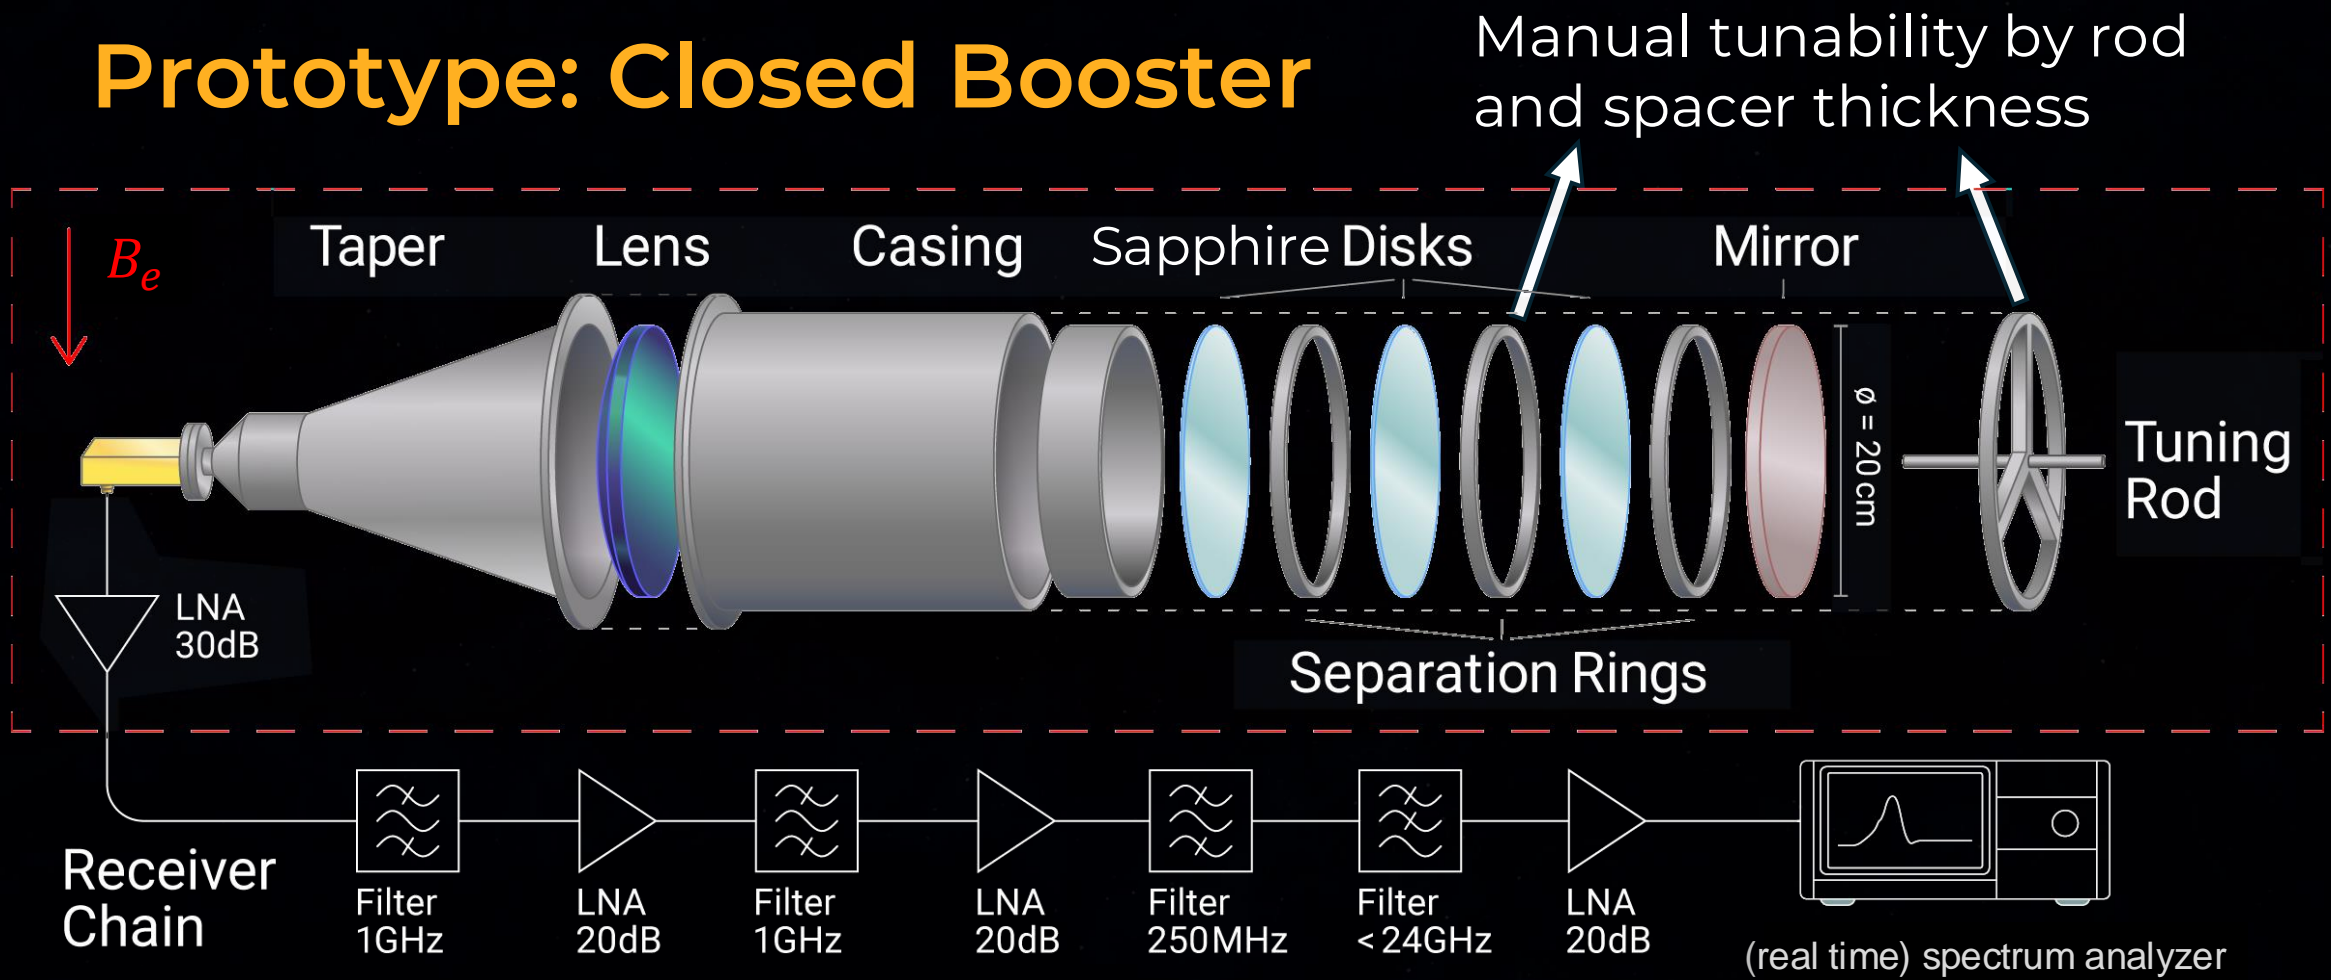 Prototype: Closed Booster
Manual tunability by rod
and spacer thickness
B_e
Taper
Lens
Casing
Sapphire Disks
Mirror
ø = 20 cm
Tuning
Rod
LNA
30dB
Separation Rings
Receiver
Chain
Filter
1GHz
LNA
20dB
Filter
1GHz
LNA
20dB
Filter
250MHz
Filter
<24GHz
LNA
20dB
(real time) spectrum analyzer